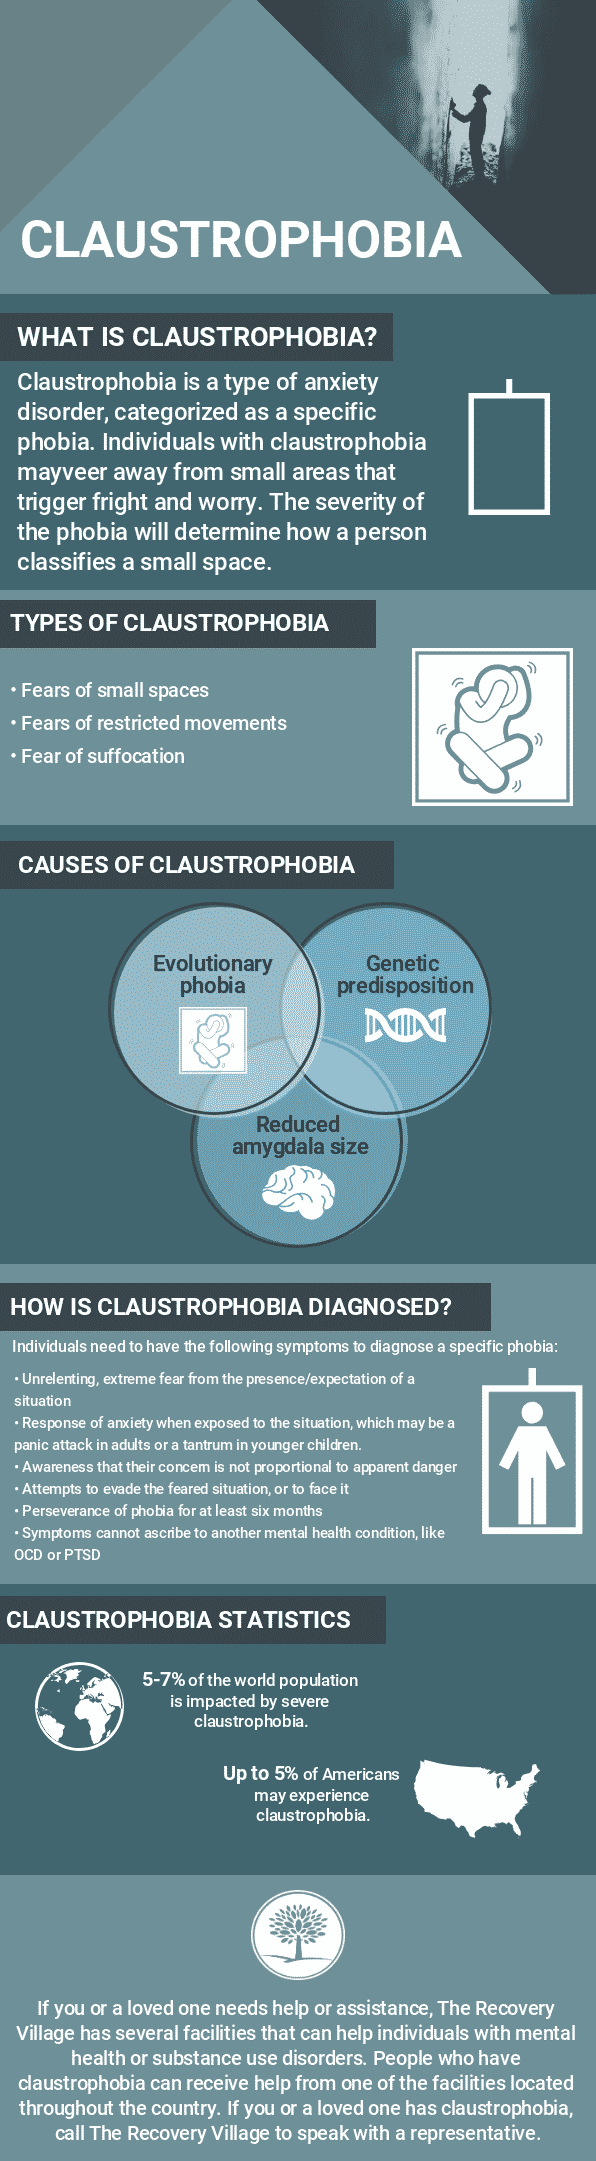 CLAUSTROPHOBIA
WHAT IS CLAUSTROPHOBIA?
Claustrophobia is a type of anxiety
disorder, categorized as a specific
phobia. Individuals with claustrophobia
mayveer away from small areas that
trigger fright and worry. The severity of
the phobia will determine how a person
classifies a small space.
TYPES OF CLAUSTROPHOBIA
• Fears of small spaces
• Fears of restricted movements
• Fear of suffocation
CAUSES OF CLAUSTROPHOBIA
Evolutionary
phobia
Genetic
predisposition
Reduced
amygdala size
HOW IS CLAUSTROPHOBIA DIAGNOSED?
Individuals need to have the following symptoms to diagnose a specific phobia:
• Unrelenting, extreme fear from the presence/expectation of a
situation
• Response of anxiety when exposed to the situation, which may be a
panic attack in adults or a tantrum in younger children.
• Awareness that their concern is not proportional to apparent danger
• Attempts to evade the feared situation, or to face it
• Perseverance of phobia for at least six months
• Symptoms cannot ascribe to another mental health condition, like
OCD or PTSD
CLAUSTROPHOBIA STATISTICS
5-7% of the world population
is impacted by severe
claustrophobia.
Up to 5% of Americans
may experience
claustrophobia.
If you or a loved one needs help or assistance, The Recovery
Village has several facilities that can help individuals with mental
health or substance use disorders. People who have
claustrophobia can receive help from one of the facilities located
throughout the country. If you or a loved one has claustrophobia,
call The Recovery Village to speak with a representative.